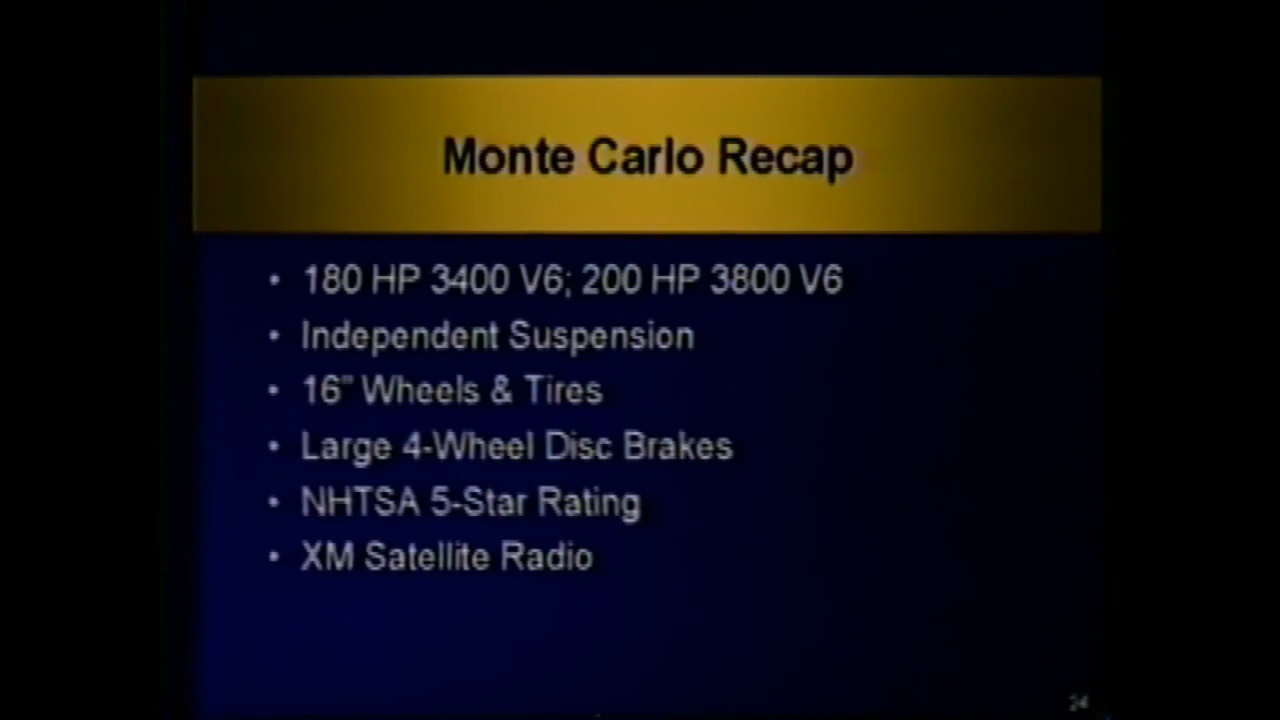 Monte Carlo Recap
• 180 HP 3400 V6; 200 HP 3800 V6
• Independent Suspension
• 16” Wheels & Tires
• Large 4-Wheel Disc Brakes
• NHTSA 5-Star Rating
• XM Satellite Radio
24